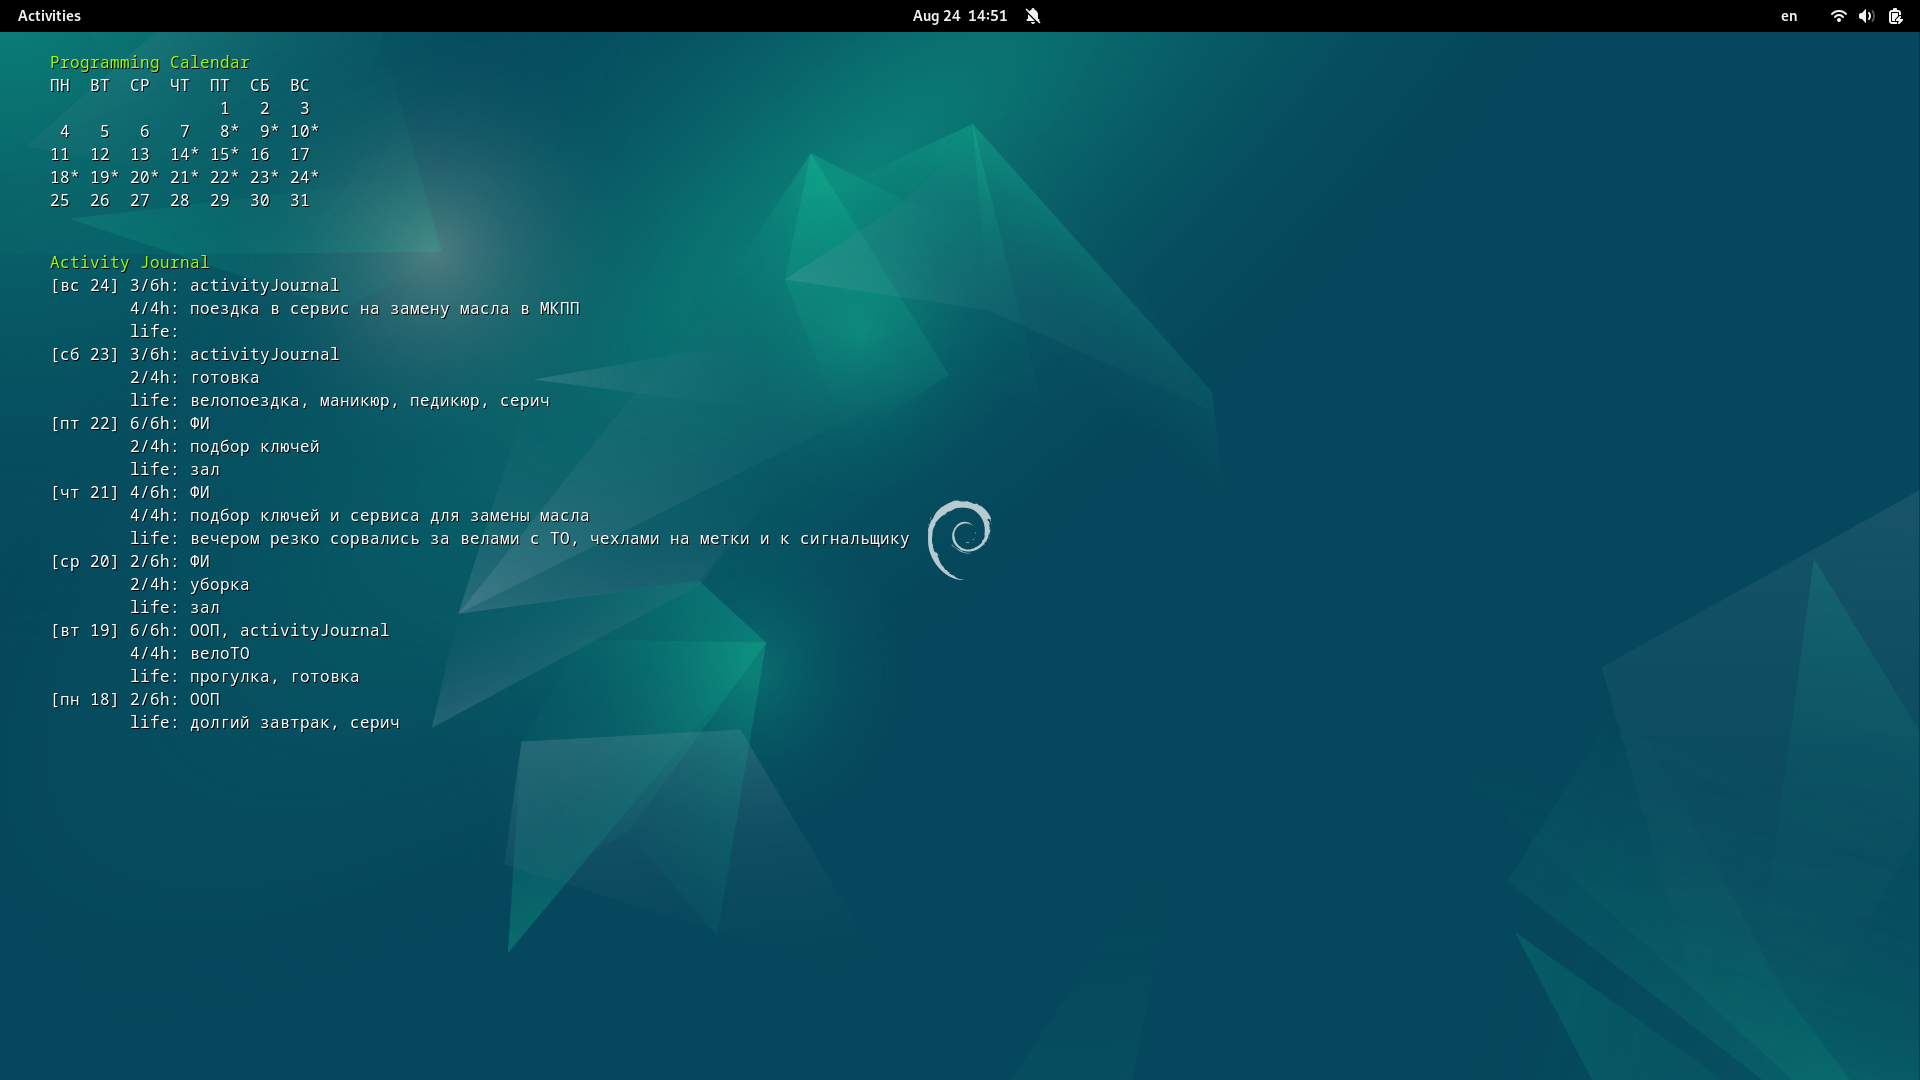 Activities
Aug 24 14:51
en
Programming Calendar
ПН ВТ СР ЧТ ПТ СБ ВС
1 2 3
4 5 6 7 8* 9* 10*
11 12 13 14* 15* 16 17
18* 19* 20* 21* 22* 23* 24*
25 26 27 28 29 30 31
Activity Journal
[вс 24] 3/6h: activityJournal
4/4h: поездка в сервис на замену масла в МКПП
life:
[сб 23] 3/6h: activityJournal
2/4h: готовка
life: велопоездка, маникюр, педикюр, серич
[пт 22] 6/6h: ФИ
2/4h: подбор ключей
life: зал
[чт 21] 4/6h: ФИ
4/4h: подбор ключей и сервиса для замены масла
life: вечером резко сорвались за велами с ТО, чехлами на метки и к сигнальщику
[ср 20] 2/6h: ФИ
2/4h: уборка
life: зал
[вт 19] 6/6h: ООП, activityJournal
4/4h: велоТО
life: прогулка, готовка
[пн 18] 2/6h: ООП
life: долгий завтрак, серич